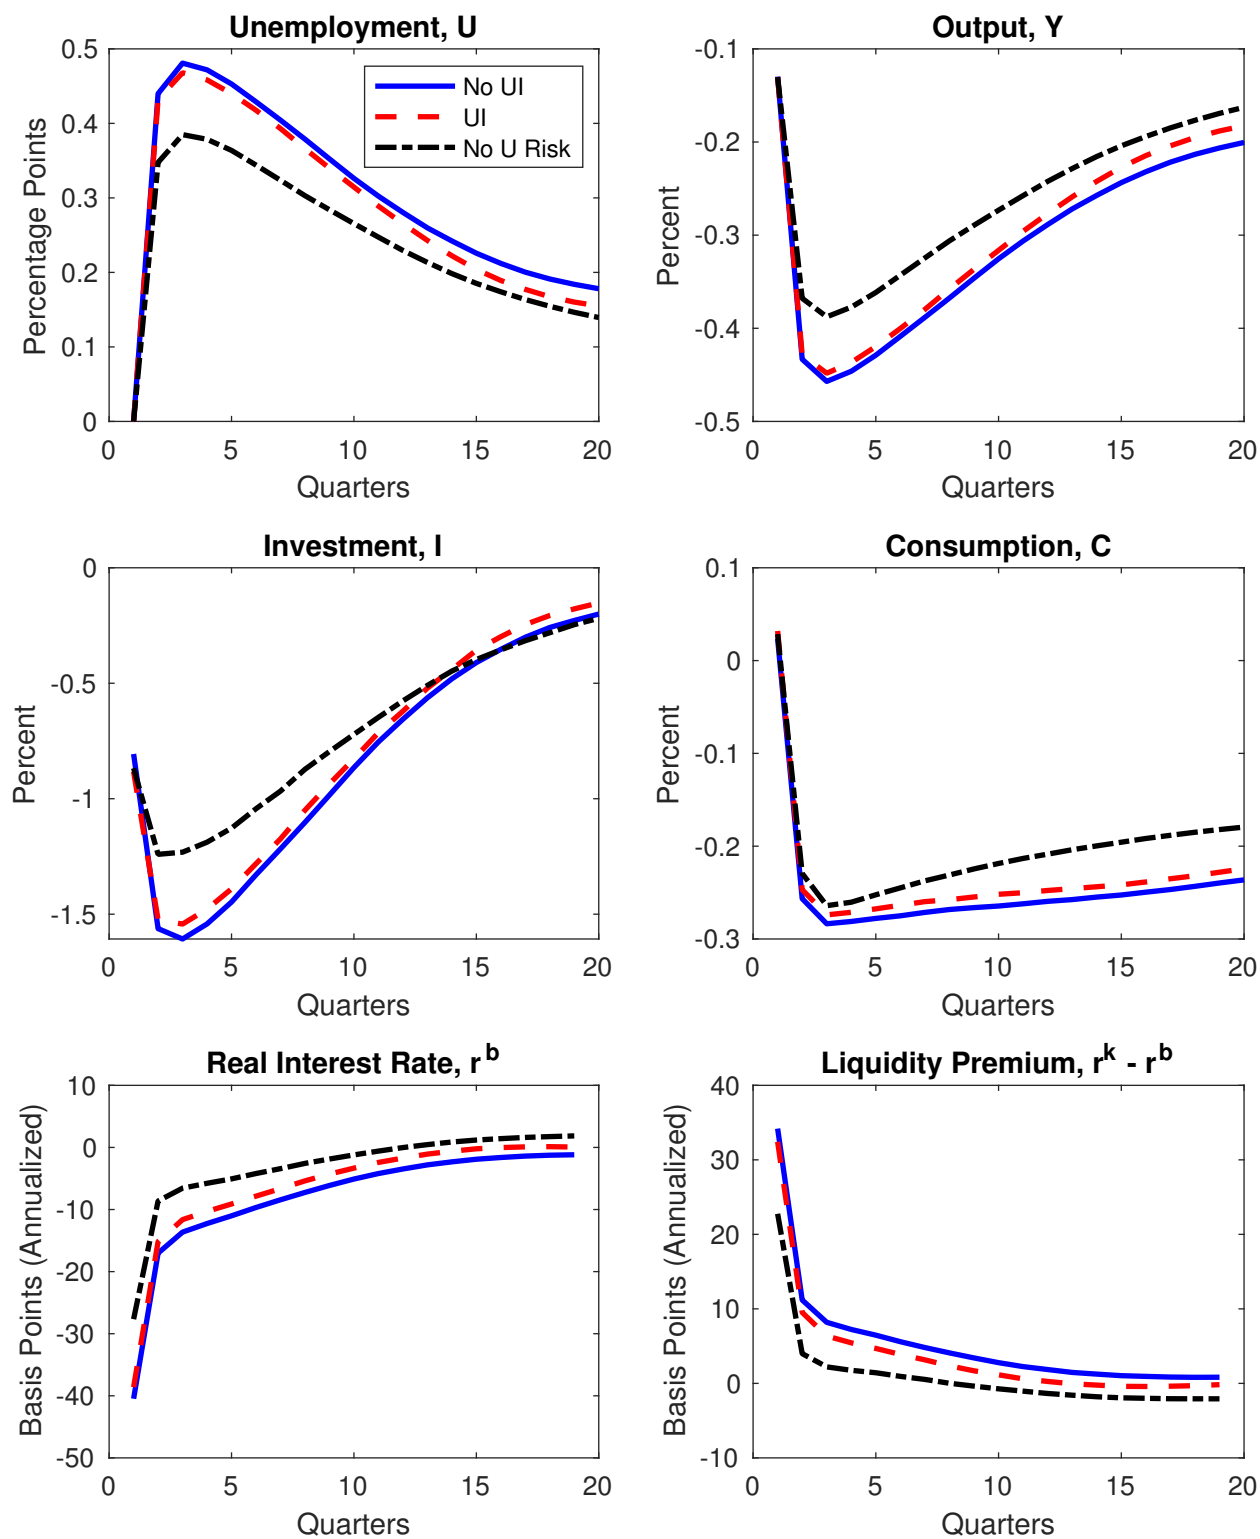 Unemployment, U
0.5
0.4
0.3
0.2
0.1
0
Percentage Points
No UI
UI
No U Risk
0 5 10 15 20
Quarters
Output, Y
-0.1
-0.2
-0.3
-0.4
-0.5
Percent
0 5 10 15 20
Quarters
Investment, I
0
-0.5
-1
-1.5
Percent
0 5 10 15 20
Quarters
Consumption, C
0.1
0
-0.1
-0.2
-0.3
Percent
0 5 10 15 20
Quarters
Real Interest Rate, r^b
10
0
-10
-20
-30
-40
-50
Basis Points (Annualized)
0 5 10 15 20
Quarters
Liquidity Premium, r^k - r^b
40
30
20
10
0
-10
Basis Points (Annualized)
0 5 10 15 20
Quarters